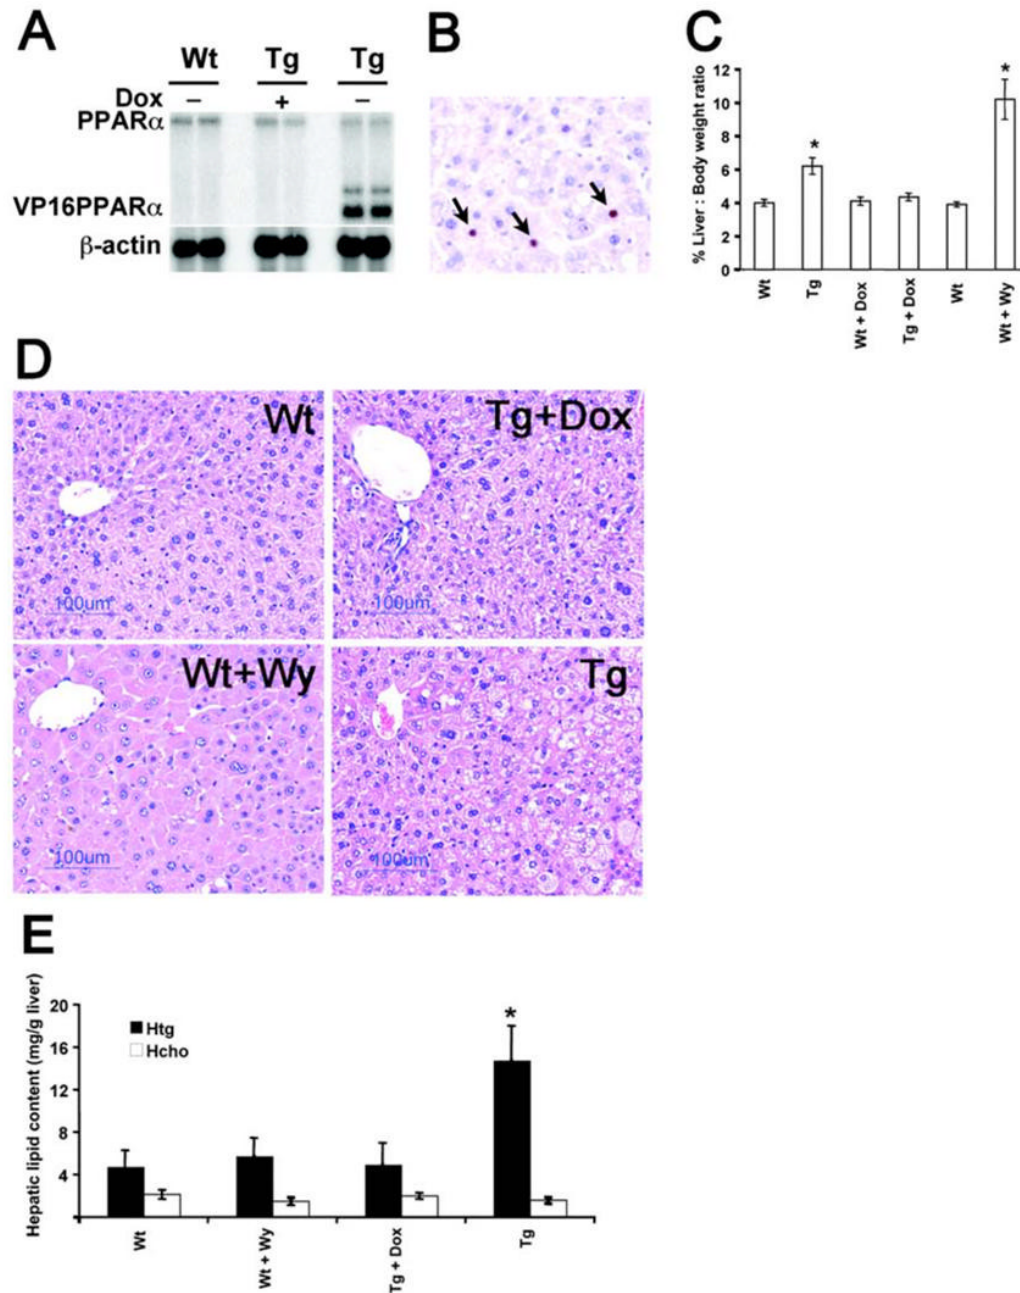 A
Wt Tg Tg
Dox − + −
PPARα
VP16PPARα
β-actin
B
C
% Liver : Body weight ratio
12
10
8
6
4
2
0
* *
Wt
Tg
Wt + Dox
Tg + Dox
Wt
Wt + Wy
D
Wt
100um
Tg+Dox
100um
Wt+Wy
100um
Tg
100um
E
Hepatic lipid content (mg/g liver)
20
16
12
8
4
Htg
Hcho
*
Wt
Wt + Wy
Tg + Dox
Tg